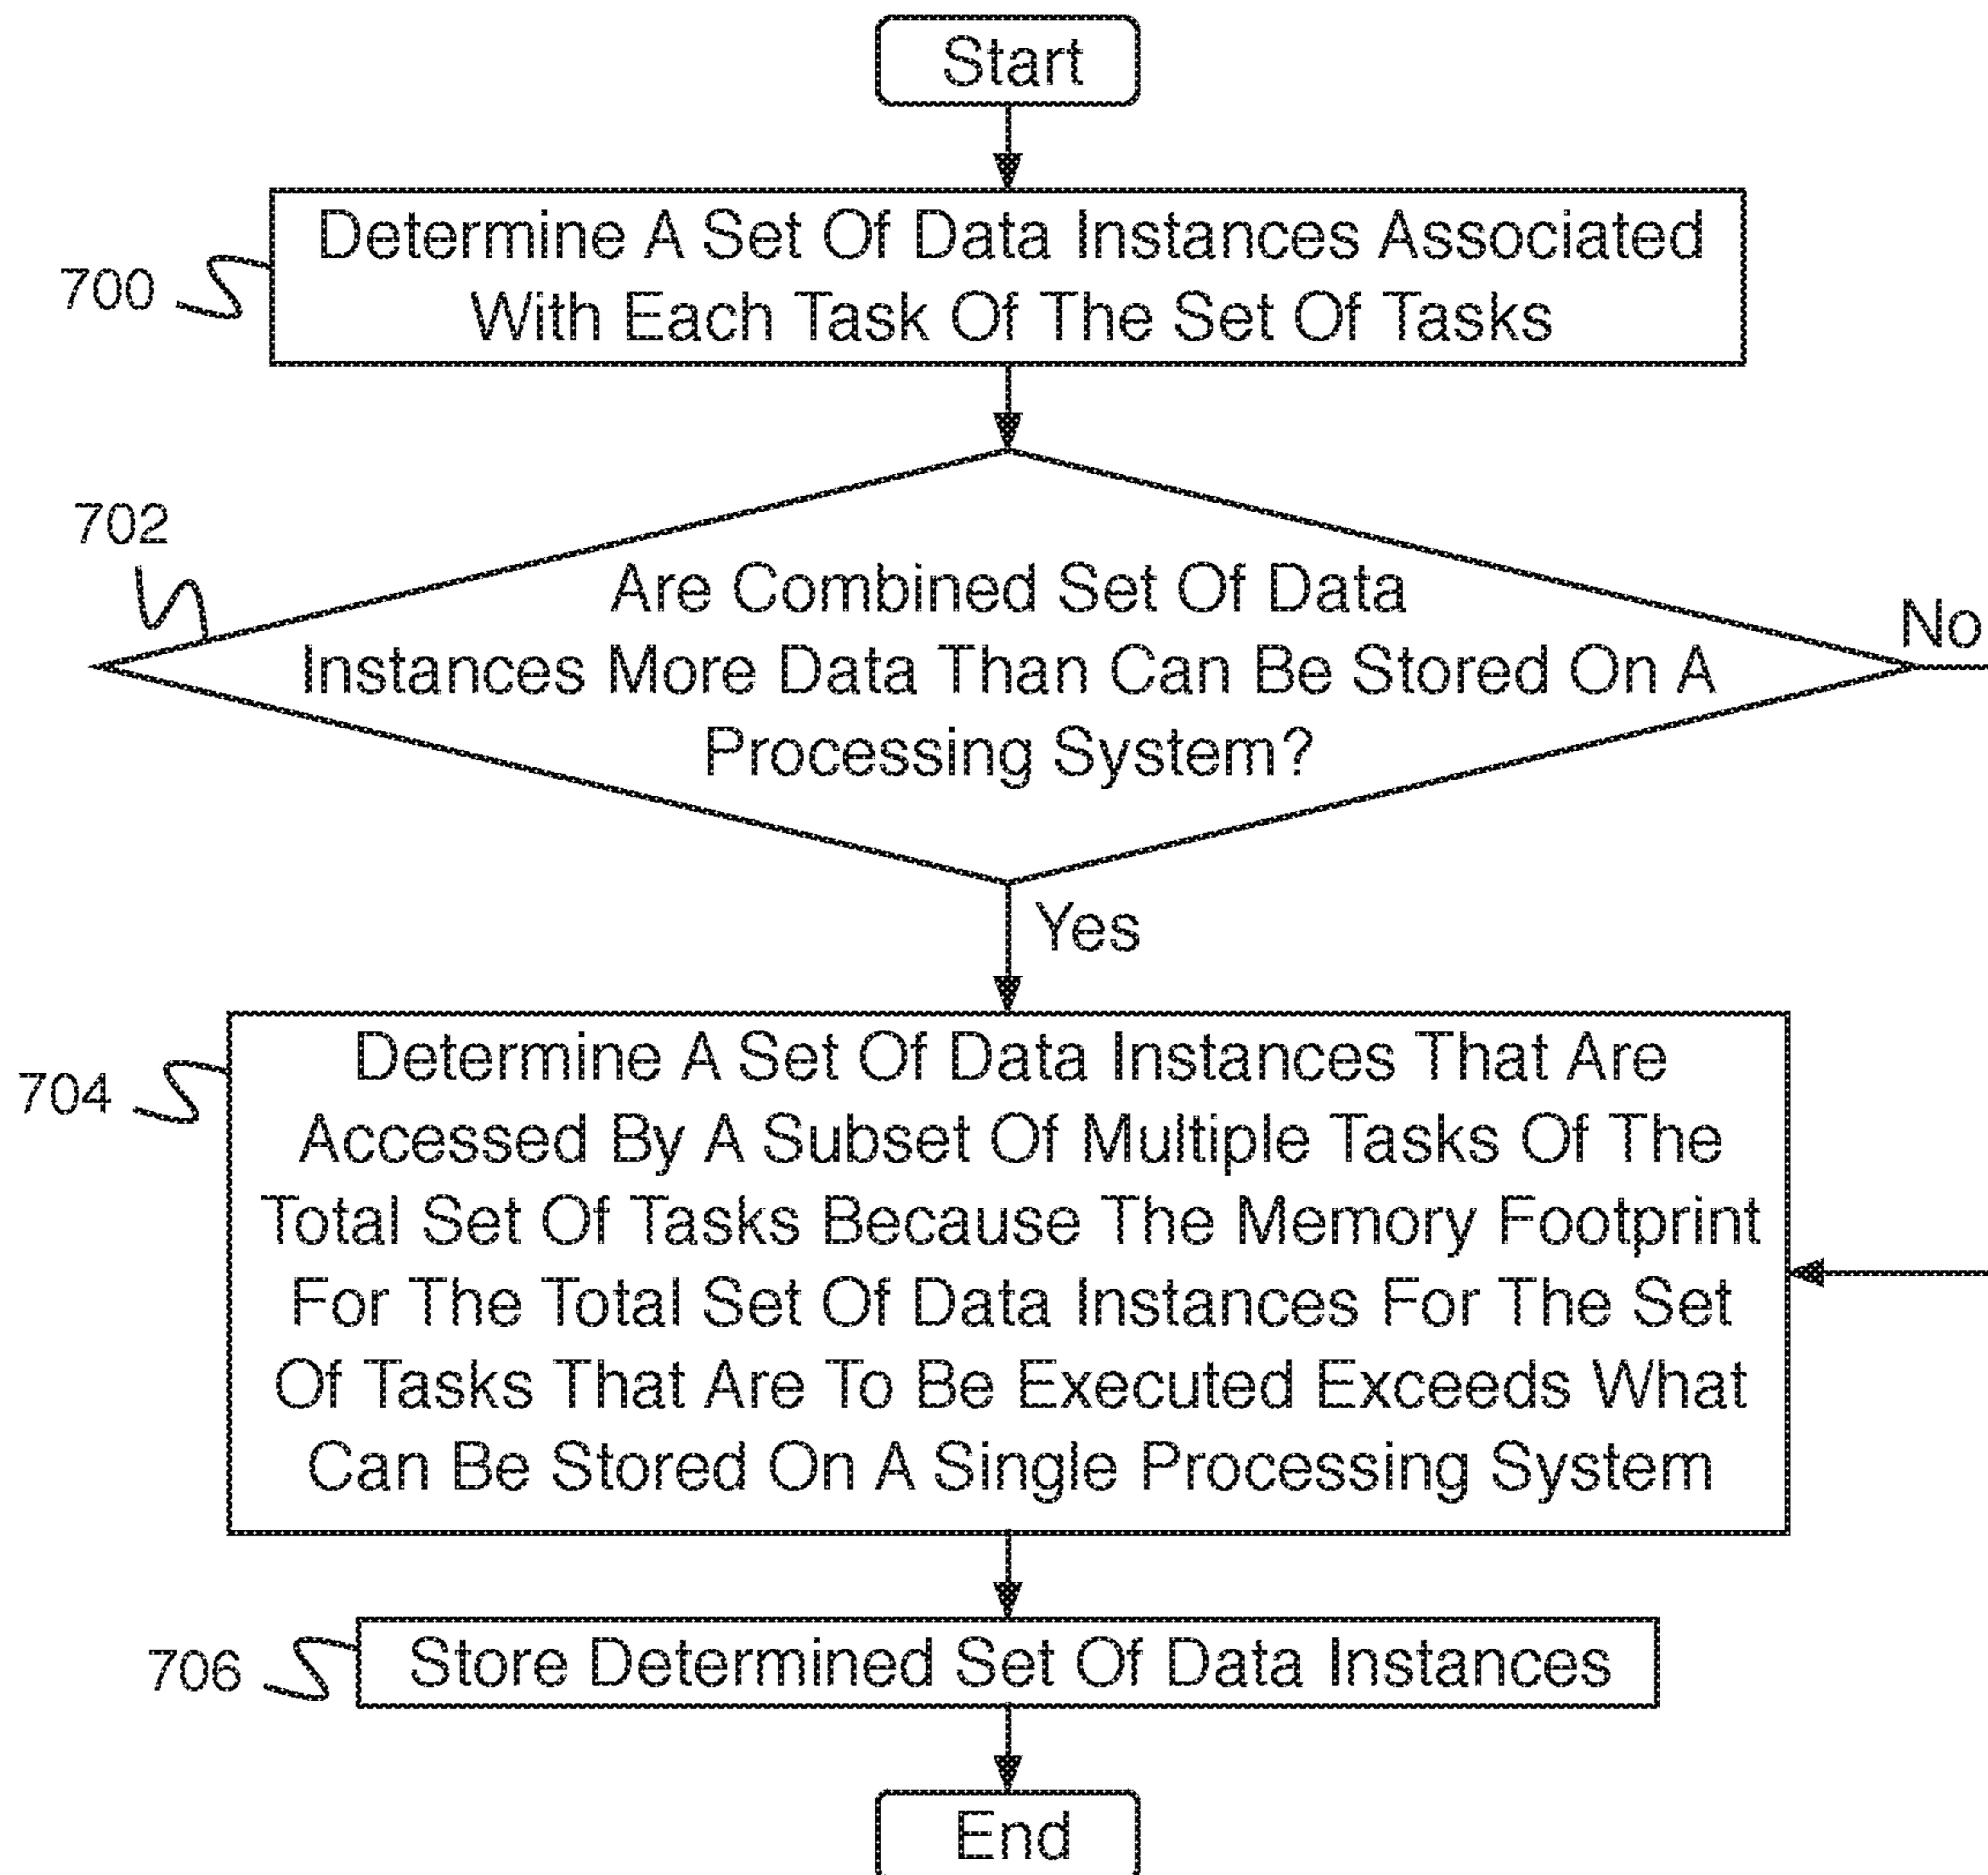 Start
700
Determine A Set Of Data Instances Associated
With Each Task Of The Set Of Tasks
702
Are Combined Set Of Data
Instances More Data Than Can Be Stored On A
Processing System?
No
Yes
704
Determine A Set Of Data Instances That Are
Accessed By A Subset Of Multiple Tasks Of The
Total Set Of Tasks Because The Memory Footprint
For The Total Set Of Data Instances For The Set
Of Tasks That Are To Be Executed Exceeds What
Can Be Stored On A Single Processing System
706
Store Determined Set Of Data Instances
End